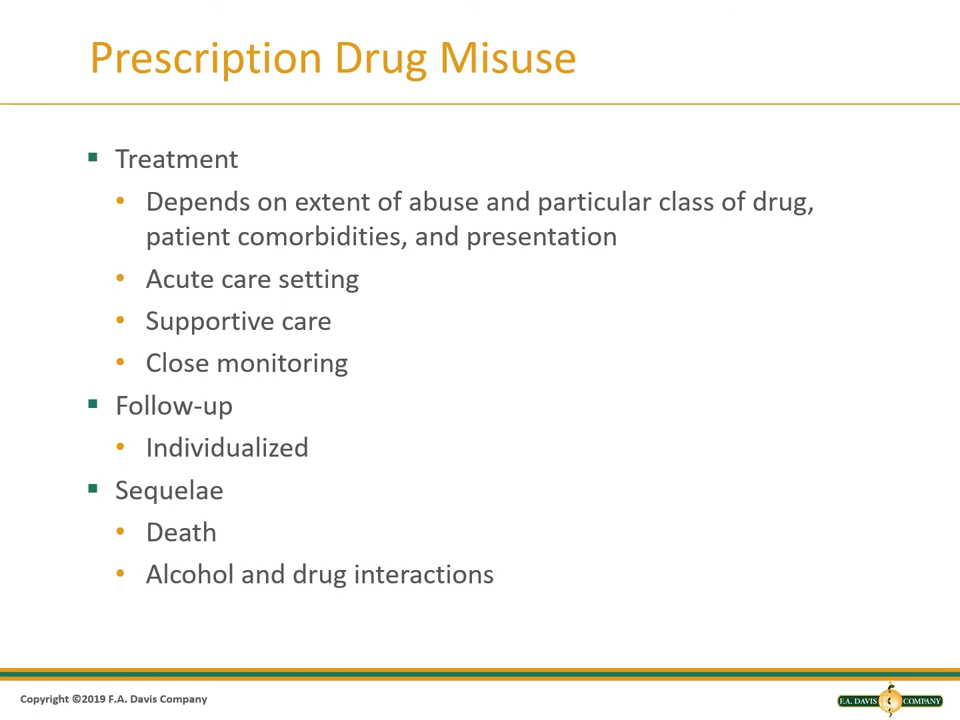 Prescription Drug Misuse
▪ Treatment
• Depends on extent of abuse and particular class of drug,
patient comorbidities, and presentation
• Acute care setting
• Supportive care
• Close monitoring
▪ Follow-up
• Individualized
▪ Sequelae
• Death
• Alcohol and drug interactions
Copyright ©2019 F.A. Davis Company
F.A. DAVIS COMPANY